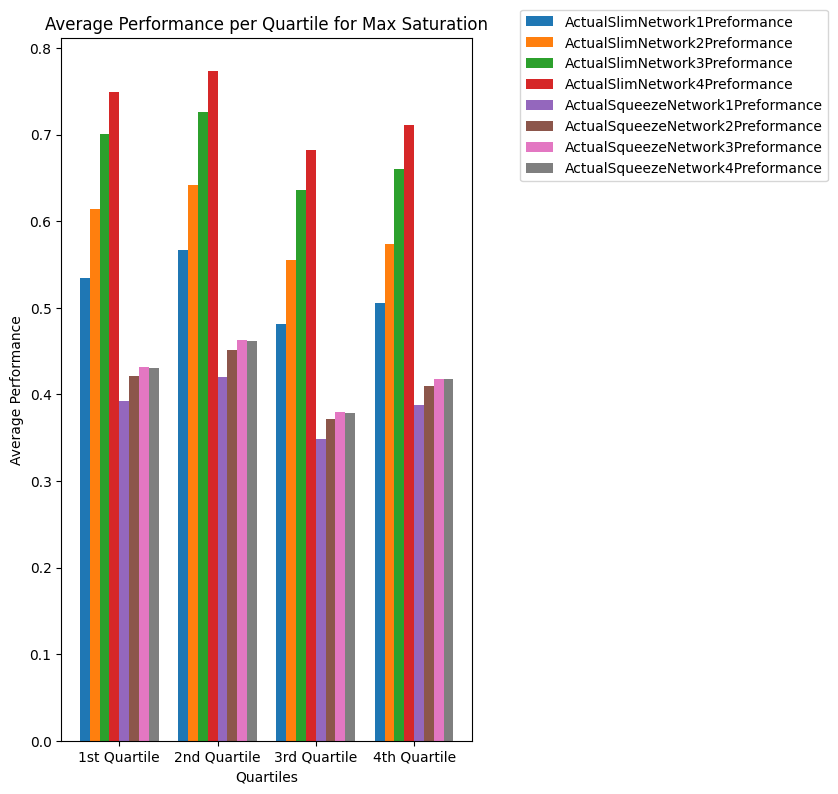 Average Performance per Quartile for Max Saturation
ActualSlimNetwork1Preformance
ActualSlimNetwork2Preformance
ActualSlimNetwork3Preformance
ActualSlimNetwork4Preformance
ActualSqueezeNetwork1Preformance
ActualSqueezeNetwork2Preformance
ActualSqueezeNetwork3Preformance
ActualSqueezeNetwork4Preformance
Average Performance
0.8
0.7
0.6
0.5
0.4
0.3
0.2
0.1
0.0
1st Quartile 2nd Quartile 3rd Quartile 4th Quartile
Quartiles